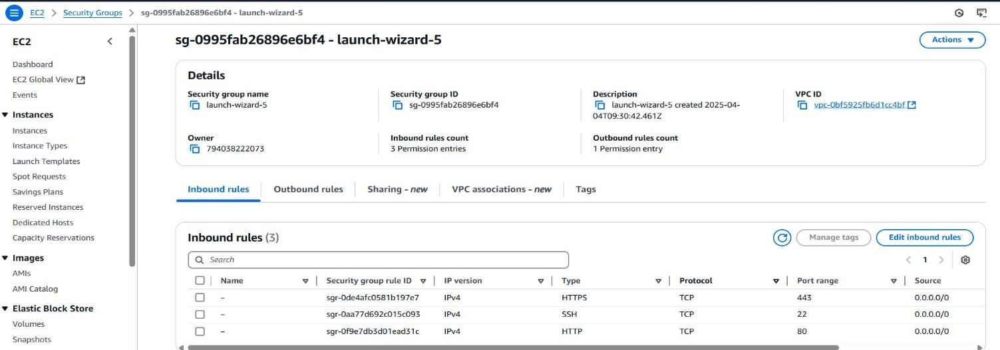 EC2 > Security Groups > sg-0995fab26896e6bf4 - launch-wizard-5
EC2
Dashboard
EC2 Global View
Events
Instances
Instances
Instance Types
Launch Templates
Spot Requests
Savings Plans
Reserved Instances
Dedicated Hosts
Capacity Reservations
Images
AMIs
AMI Catalog
Elastic Block Store
Volumes
Snapshots
sg-0995fab26896e6bf4 - launch-wizard-5
Actions
Details
Security group name
launch-wizard-5
Security group ID
sg-0995fab26896e6bf4
Description
launch-wizard-5 created 2025-04-
04T09:30:42.461Z
VPC ID
vpc-0bf5925fb6d1cc4bf
Owner
794038222073
Inbound rules count
3 Permission entries
Outbound rules count
1 Permission entry
Inbound rules Outbound rules Sharing - new VPC associations - new Tags
Inbound rules (3)
Manage tags Edit inbound rules
Search
1
Name Security group rule ID IP version Type Protocol Port range Source
– sgr-0de4afc0581b197e7 IPv4 HTTPS TCP 443 0.0.0.0/0
– sgr-0aa77d692c015c093 IPv4 SSH TCP 22 0.0.0.0/0
– sgr-0f9e7db3d01ead31c IPv4 HTTP TCP 80 0.0.0.0/0